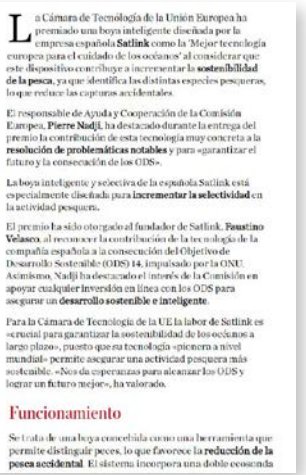 La Cámara de Tecnología de la Unión Europea ha
premiado una boya inteligente diseñada por la
empresa española Satlink como la 'Mejor tecnología
europea para el cuidado de los océanos' al considerar que
este dispositivo contribuye a incrementar la sostenibilidad
de la pesca, ya que identifica las distintas especies pesqueras,
lo que reduce las capturas accidentales.
El responsable de Ayuda y Cooperación de la Comisión
Europea, Pierre Nadji, ha destacado durante la entrega del
premio la contribución de esta tecnología muy concreta a la
resolución de problemáticas notables y para «garantizar el
futuro y la consecución de los ODS».
La boya inteligente y selectiva de la española Satlink está
especialmente diseñada para incrementar la selectividad en
la actividad pesquera.
El premio ha sido otorgado al fundador de Satlink, Faustino
Velasco, al reconocer la contribución de la tecnología de la
compañía española a la consecución del Objetivo de
Desarrollo Sostenible (ODS) 14, impulsado por la ONU.
Asimismo, Nadji ha destacado el interés de la Comisión en
apoyar cualquier inversión en línea con los ODS para
asegurar un desarrollo sostenible e inteligente.
Para la Cámara de Tecnología de la UE la labor de Satlink es
«crucial para garantizar la sostenibilidad de los océanos a
largo plazo», puesto que su tecnología «pionera a nivel
mundial» permite asegurar una actividad pesquera más
sostenible. «Nos da esperanzas para alcanzar los ODS y
lograr un futuro mejor», ha valorado.
Funcionamiento
Se trata de una boya concebida como una herramienta que
permite distinguir peces, lo que favorece la reducción de la
pesca accidental. El sistema incorpora una doble ecosonda